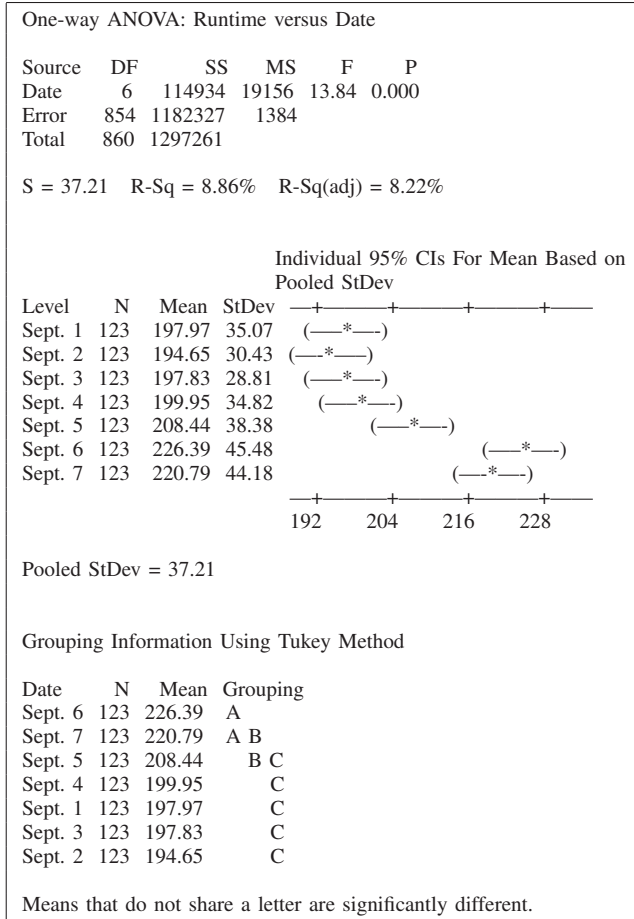 One-way ANOVA: Runtime versus Date
Source DF SS MS F P
Date 6 114934 19156 13.84 0.000
Error 854 1182327 1384
Total 860 1297261
S = 37.21 R-Sq = 8.86% R-Sq(adj) = 8.22%
Individual 95% CIs For Mean Based on
Pooled StDev
Level N Mean StDev —+———+———+———+——
Sept. 1 123 197.97 35.07 (—–*—-)
Sept. 2 123 194.65 30.43 (—-*—–)
Sept. 3 123 197.83 28.81 (—–*—-)
Sept. 4 123 199.95 34.82 (—–*—-)
Sept. 5 123 208.44 38.38 (—–*—-)
Sept. 6 123 226.39 45.48 (—–*—-)
Sept. 7 123 220.79 44.18 (—-*—-)
—+———+———+———+——
192 204 216 228
Pooled StDev = 37.21
Grouping Information Using Tukey Method
Date N Mean Grouping
Sept. 6 123 226.39 A
Sept. 7 123 220.79 A B
Sept. 5 123 208.44 B C
Sept. 4 123 199.95 C
Sept. 1 123 197.97 C
Sept. 3 123 197.83 C
Sept. 2 123 194.65 C
Means that do not share a letter are significantly different.